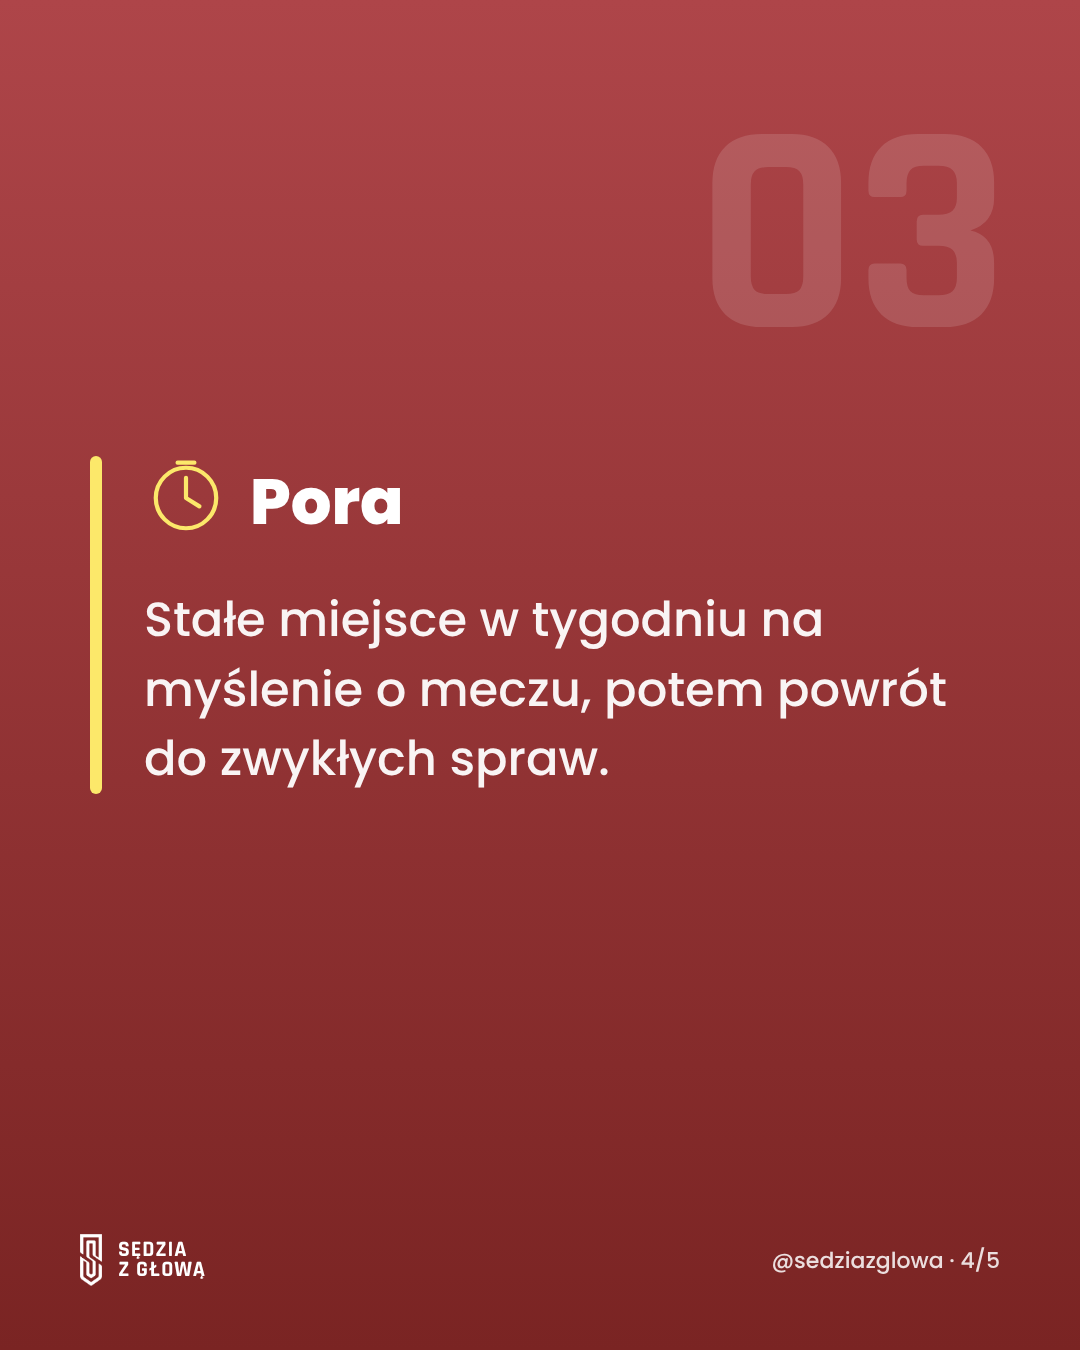 03
Pora
Stałe miejsce w tygodniu na
myślenie o meczu, potem powrót
do zwykłych spraw.
SĘDZIA
Z GŁOWĄ
@sedziazglowa · 4/5